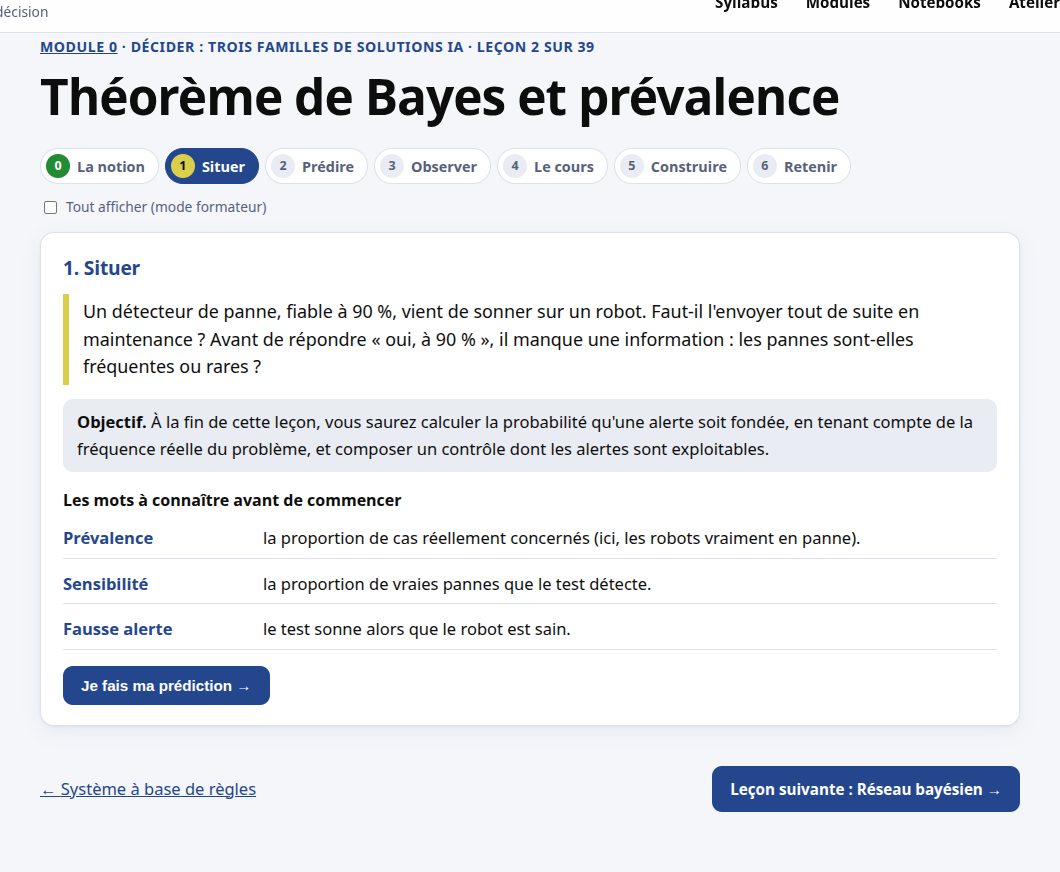 décision
Syllabus Modules Notebooks Atelier
MODULE 0 · DÉCIDER : TROIS FAMILLES DE SOLUTIONS IA · LEÇON 2 SUR 39
Théorème de Bayes et prévalence
0 La notion
1 Situer
2 Prédire
3 Observer
4 Le cours
5 Construire
6 Retenir
Tout afficher (mode formateur)
1. Situer
Un détecteur de panne, fiable à 90 %, vient de sonner sur un robot. Faut-il l'envoyer tout de suite en
maintenance ? Avant de répondre « oui, à 90 % », il manque une information : les pannes sont-elles
fréquentes ou rares ?
Objectif. À la fin de cette leçon, vous saurez calculer la probabilité qu'une alerte soit fondée, en tenant compte de la
fréquence réelle du problème, et composer un contrôle dont les alertes sont exploitables.
Les mots à connaître avant de commencer
Prévalence la proportion de cas réellement concernés (ici, les robots vraiment en panne).
Sensibilité la proportion de vraies pannes que le test détecte.
Fausse alerte le test sonne alors que le robot est sain.
Je fais ma prédiction →
← Système à base de règles
Leçon suivante : Réseau bayésien →